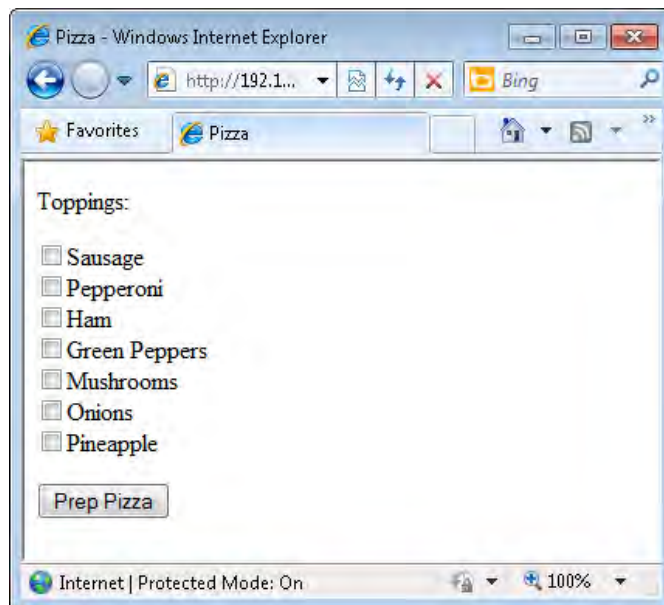 Pizza - Windows Internet Explorer
http://192.1... Bing
Favorites Pizza »
Toppings:
Sausage
Pepperoni
Ham
Green Peppers
Mushrooms
Onions
Pineapple
Prep Pizza
Internet | Protected Mode: On 100%